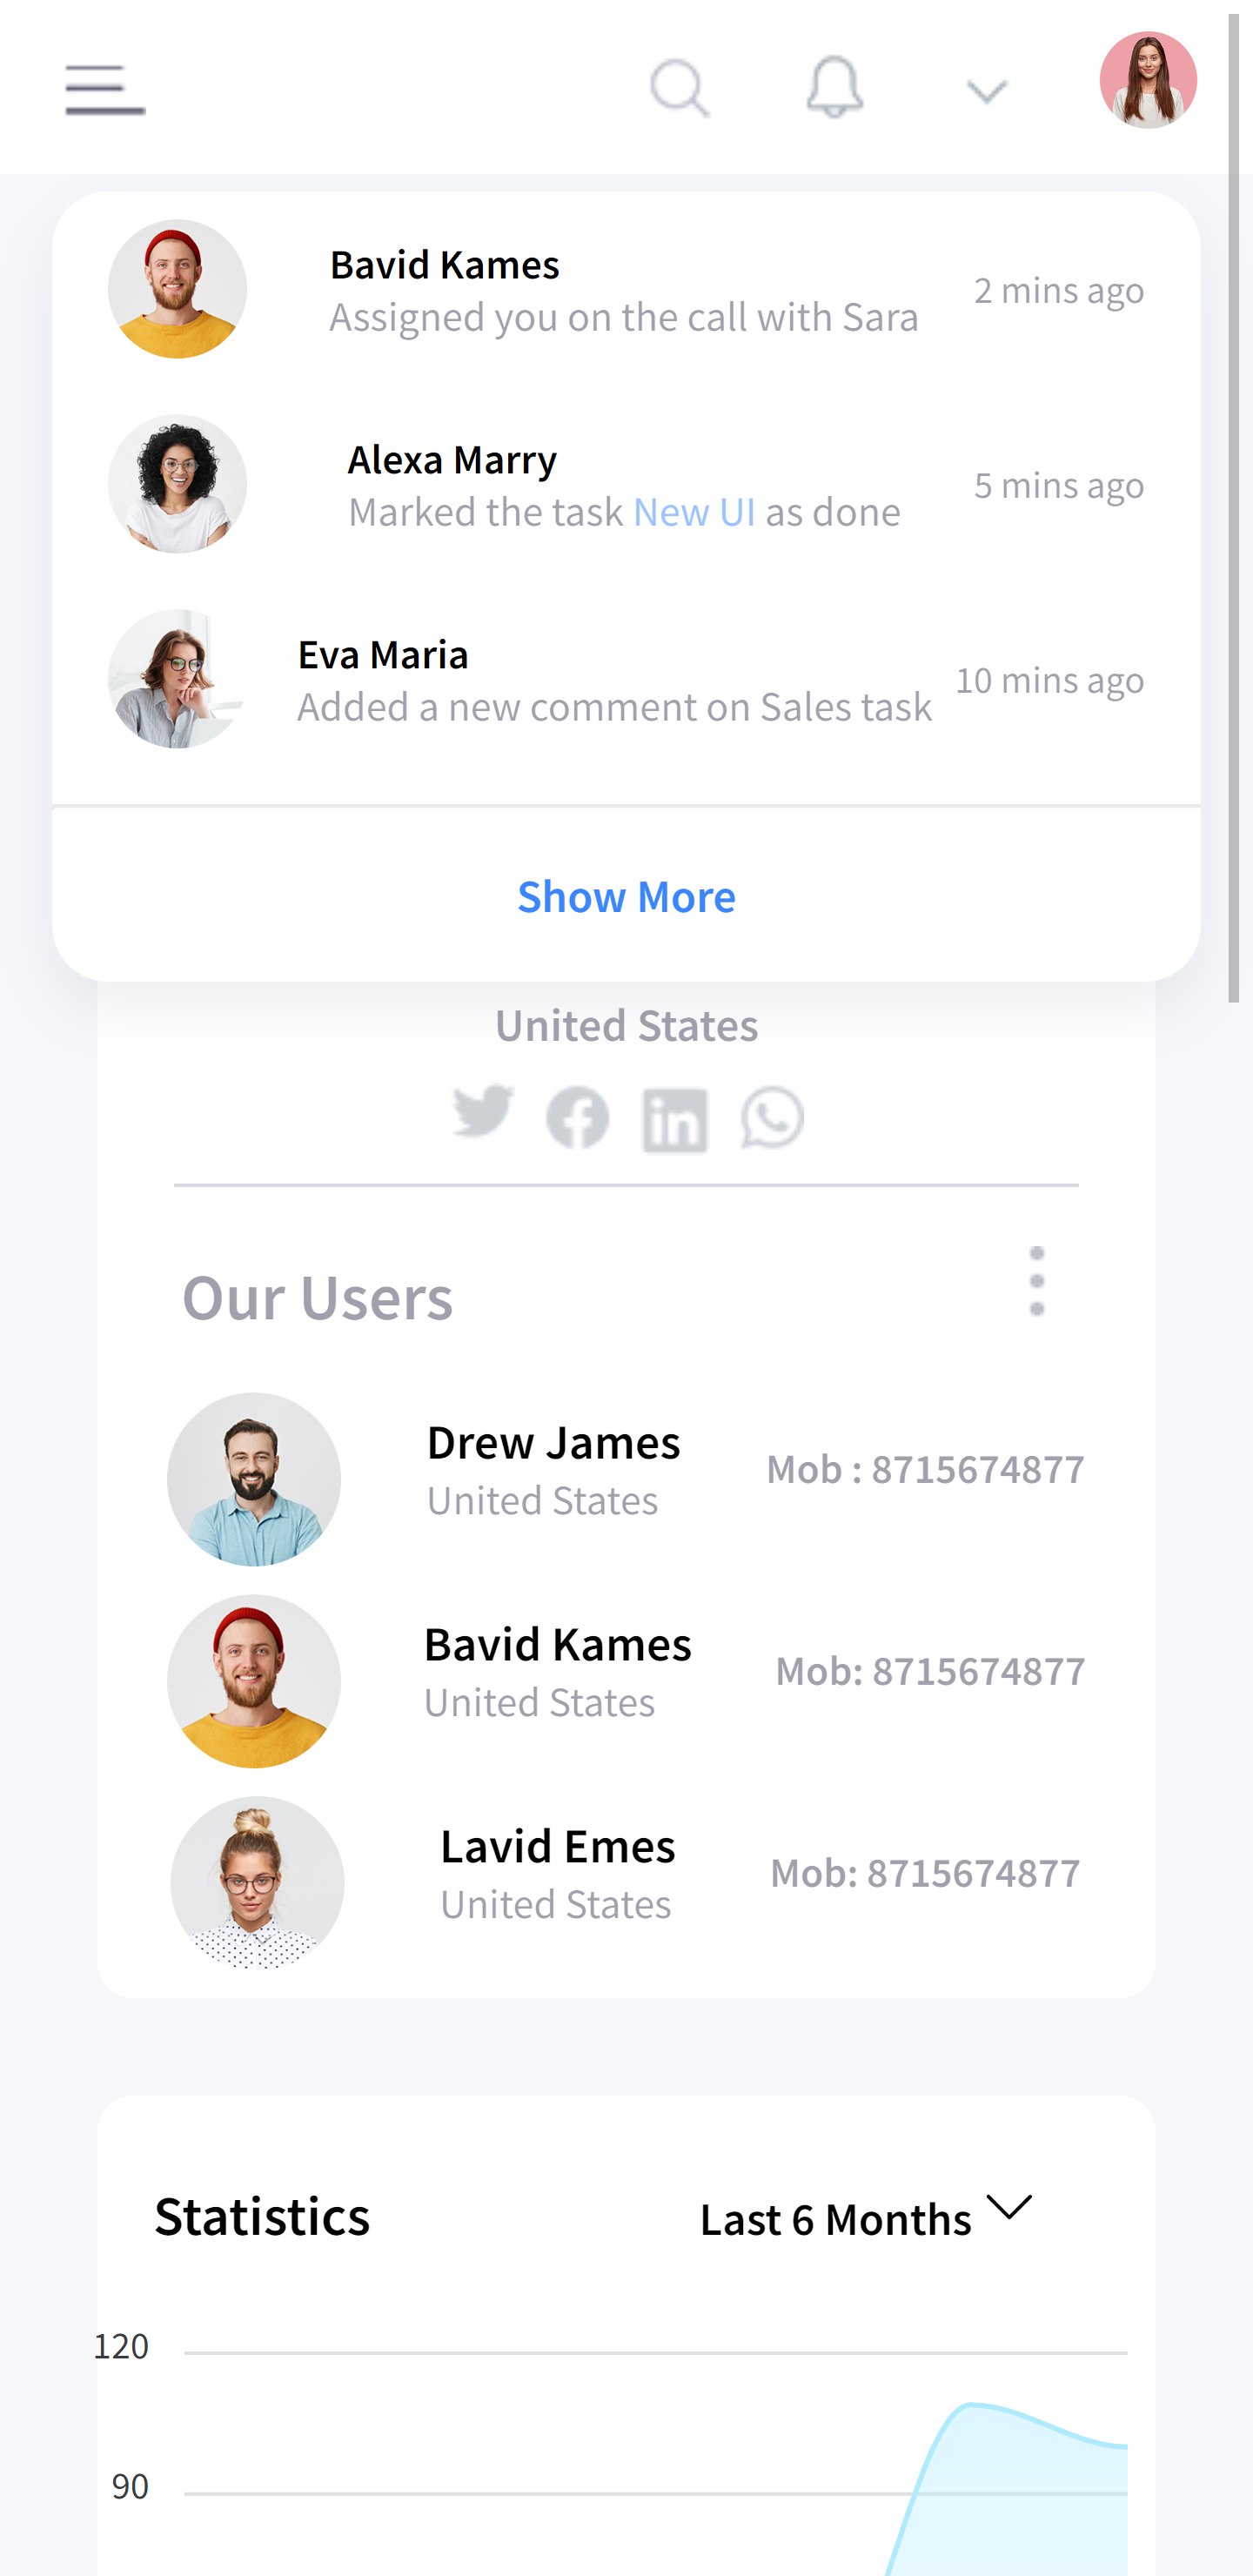 Bavid Kames
Assigned you on the call with Sara
2 mins ago
Alexa Marry
Marked the task New UI as done
5 mins ago
Eva Maria
Added a new comment on Sales task
10 mins ago
Show More
United States
Our Users
Drew James
United States
Mob : 8715674877
Bavid Kames
United States
Mob: 8715674877
Lavid Emes
United States
Mob: 8715674877
Statistics
Last 6 Months
120
90